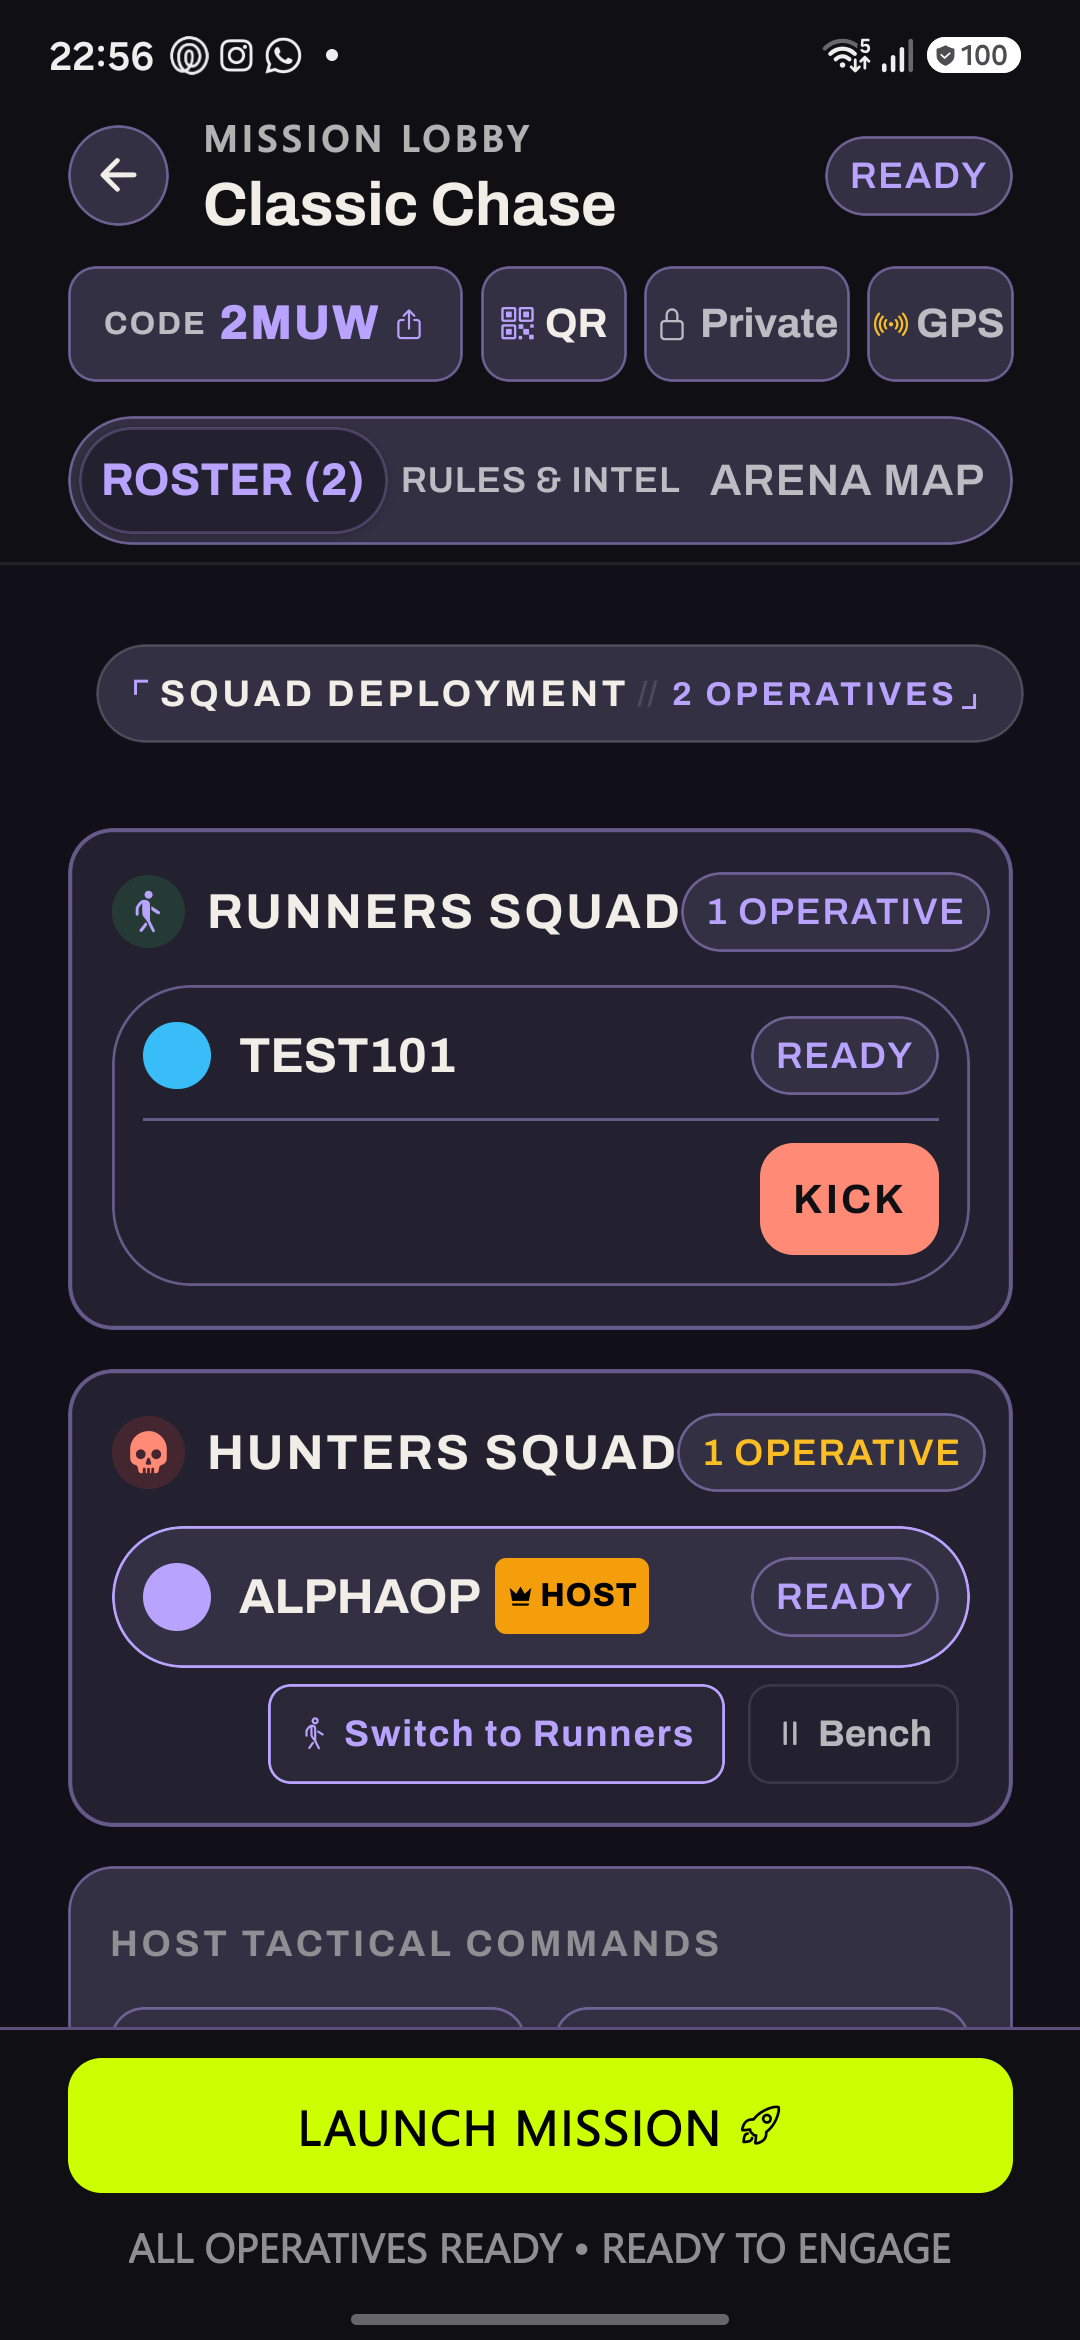 22:56
5
100
MISSION LOBBY
Classic Chase
READY
CODE 2MUW
QR
Private
GPS
ROSTER (2)
RULES & INTEL
ARENA MAP
「 SQUAD DEPLOYMENT // 2 OPERATIVES 」
RUNNERS SQUAD
1 OPERATIVE
TEST101
READY
KICK
HUNTERS SQUAD
1 OPERATIVE
ALPHAOP
HOST
READY
Switch to Runners
Bench
HOST TACTICAL COMMANDS
LAUNCH MISSION
ALL OPERATIVES READY • READY TO ENGAGE